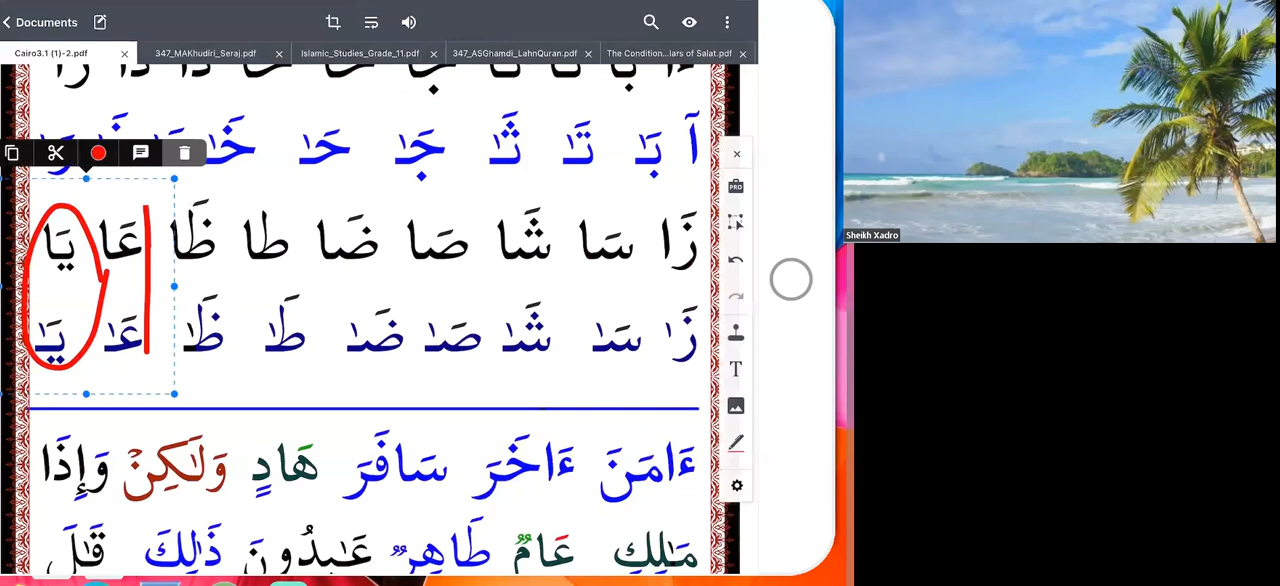 Documents
Cairo3.1 (1)-2.pdf
347_MAKhudiri_Seraj.pdf
Islamic_Studies_Grade_11.pdf
347_ASGhamdi_LahnQuran.pdf
The Condition....lars of Salat.pdf
آ بَـٰ تَـٰ ثَـٰ جَـٰ حَـٰ خَـٰ
زَا سَا شَا صَا ضَا طَا ظَا عَا يَا
زَٰ سَـٰ شَـٰ صَـٰ ضَـٰ طَـٰ ظَـٰ عَـٰ يَـٰ
ءَامَنَ ءَاخَرَ سَافَرَ هَادٍ وَلَـٰكِنْ وَإِذَا
مَـٰلِكِ عَامٌ طَاهِرٌ عَـٰبِدُونَ ذَٰلِكَ قَالَ
PRO
T
Sheikh Xadro